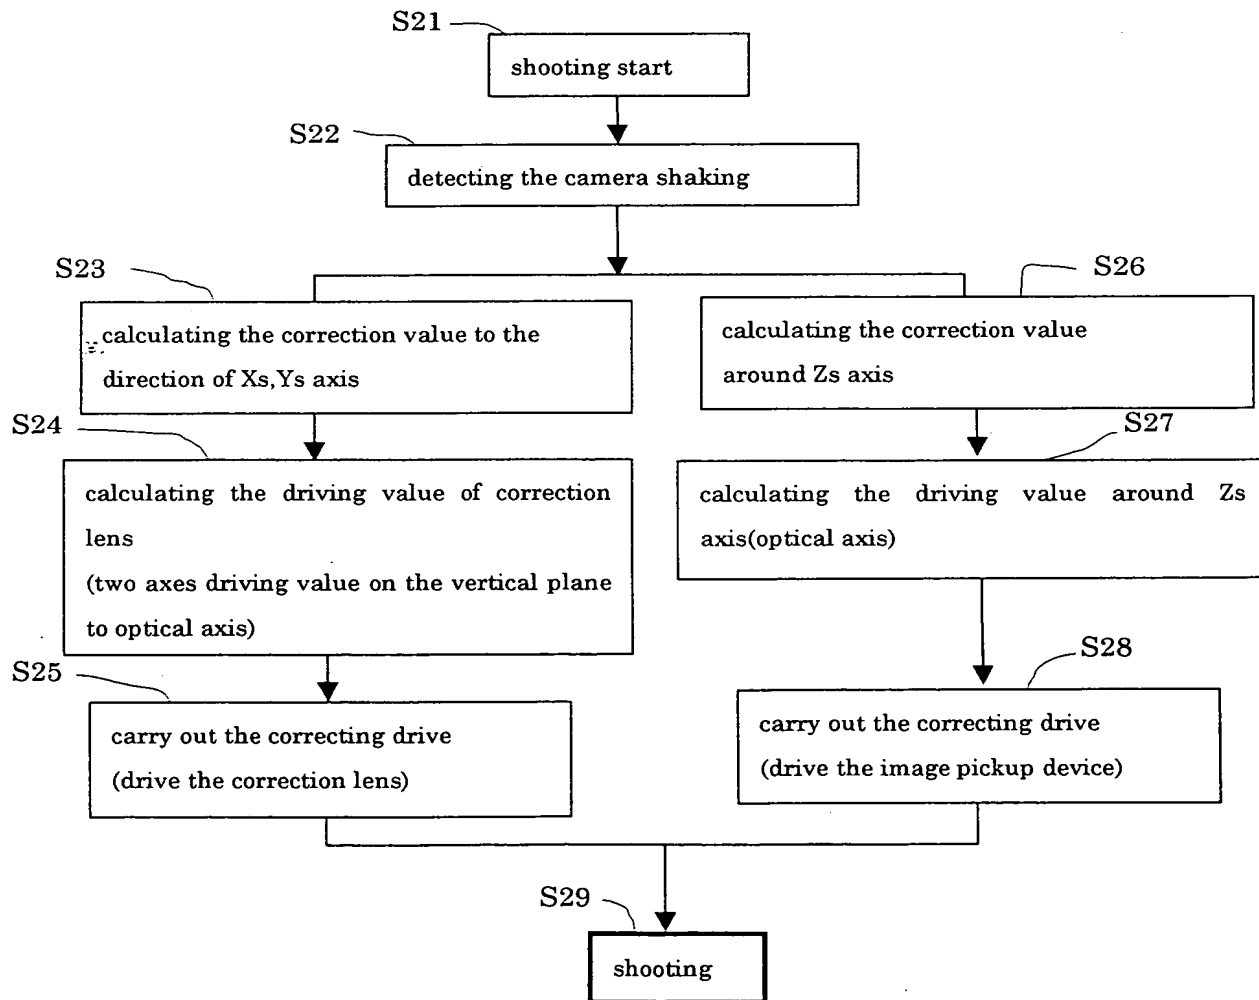 S21
shooting start
S22
detecting the camera shaking
S23
calculating the correction value to the
direction of Xs,Ys axis
S26
calculating the correction value
around Zs axis
S24
calculating the driving value of correction
lens
(two axes driving value on the vertical plane
to optical axis)
S27
calculating the driving value around Zs
axis(optical axis)
S25
carry out the correcting drive
(drive the correction lens)
S28
carry out the correcting drive
(drive the image pickup device)
S29
shooting